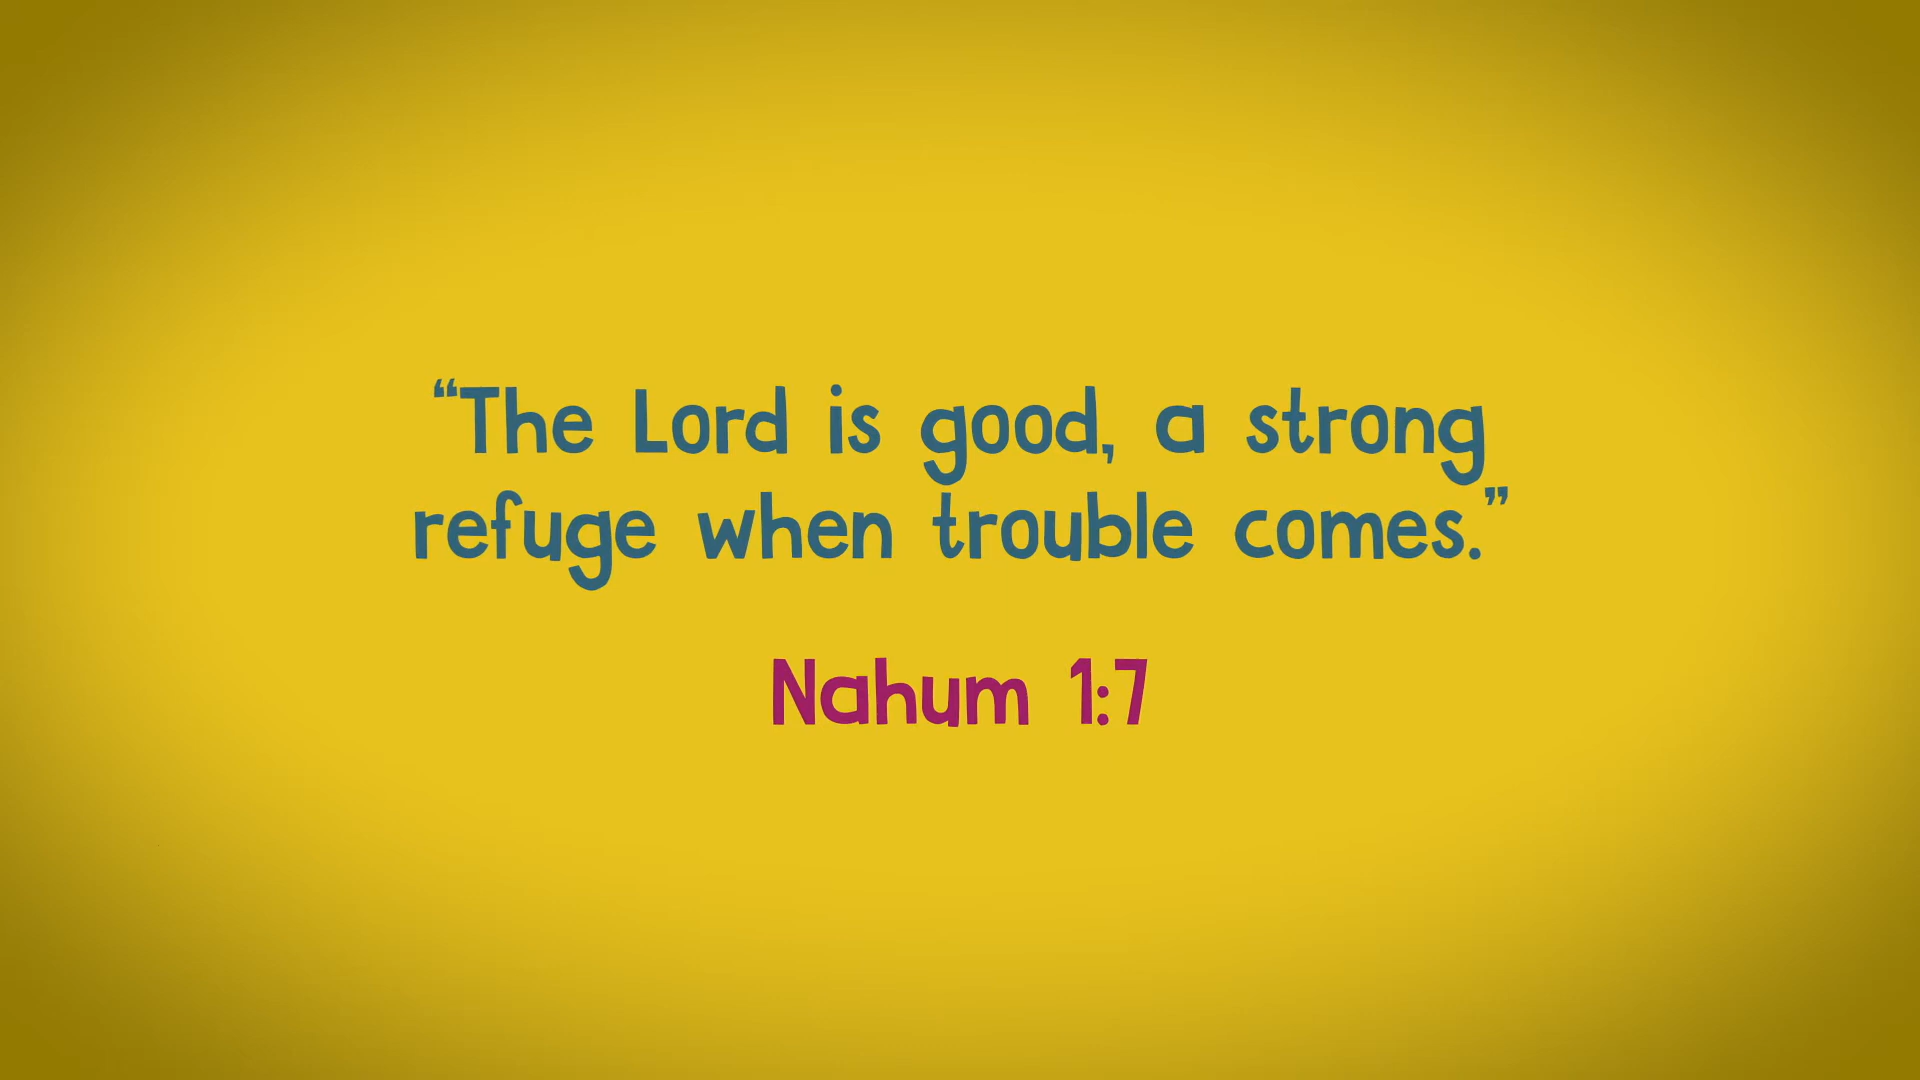 “The Lord is good, a strong
refuge when trouble comes.”
Nahum 1:7